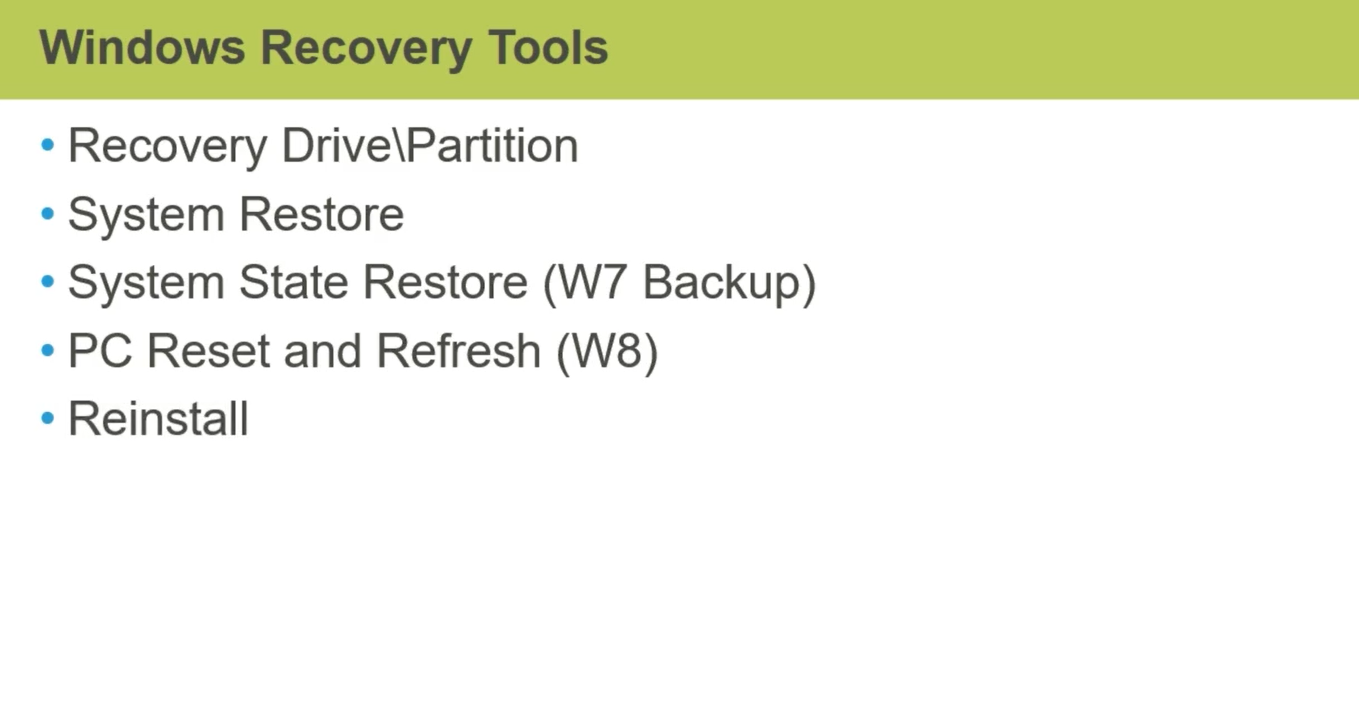 Windows Recovery Tools
• Recovery Drive\Partition
• System Restore
• System State Restore (W7 Backup)
• PC Reset and Refresh (W8)
• Reinstall